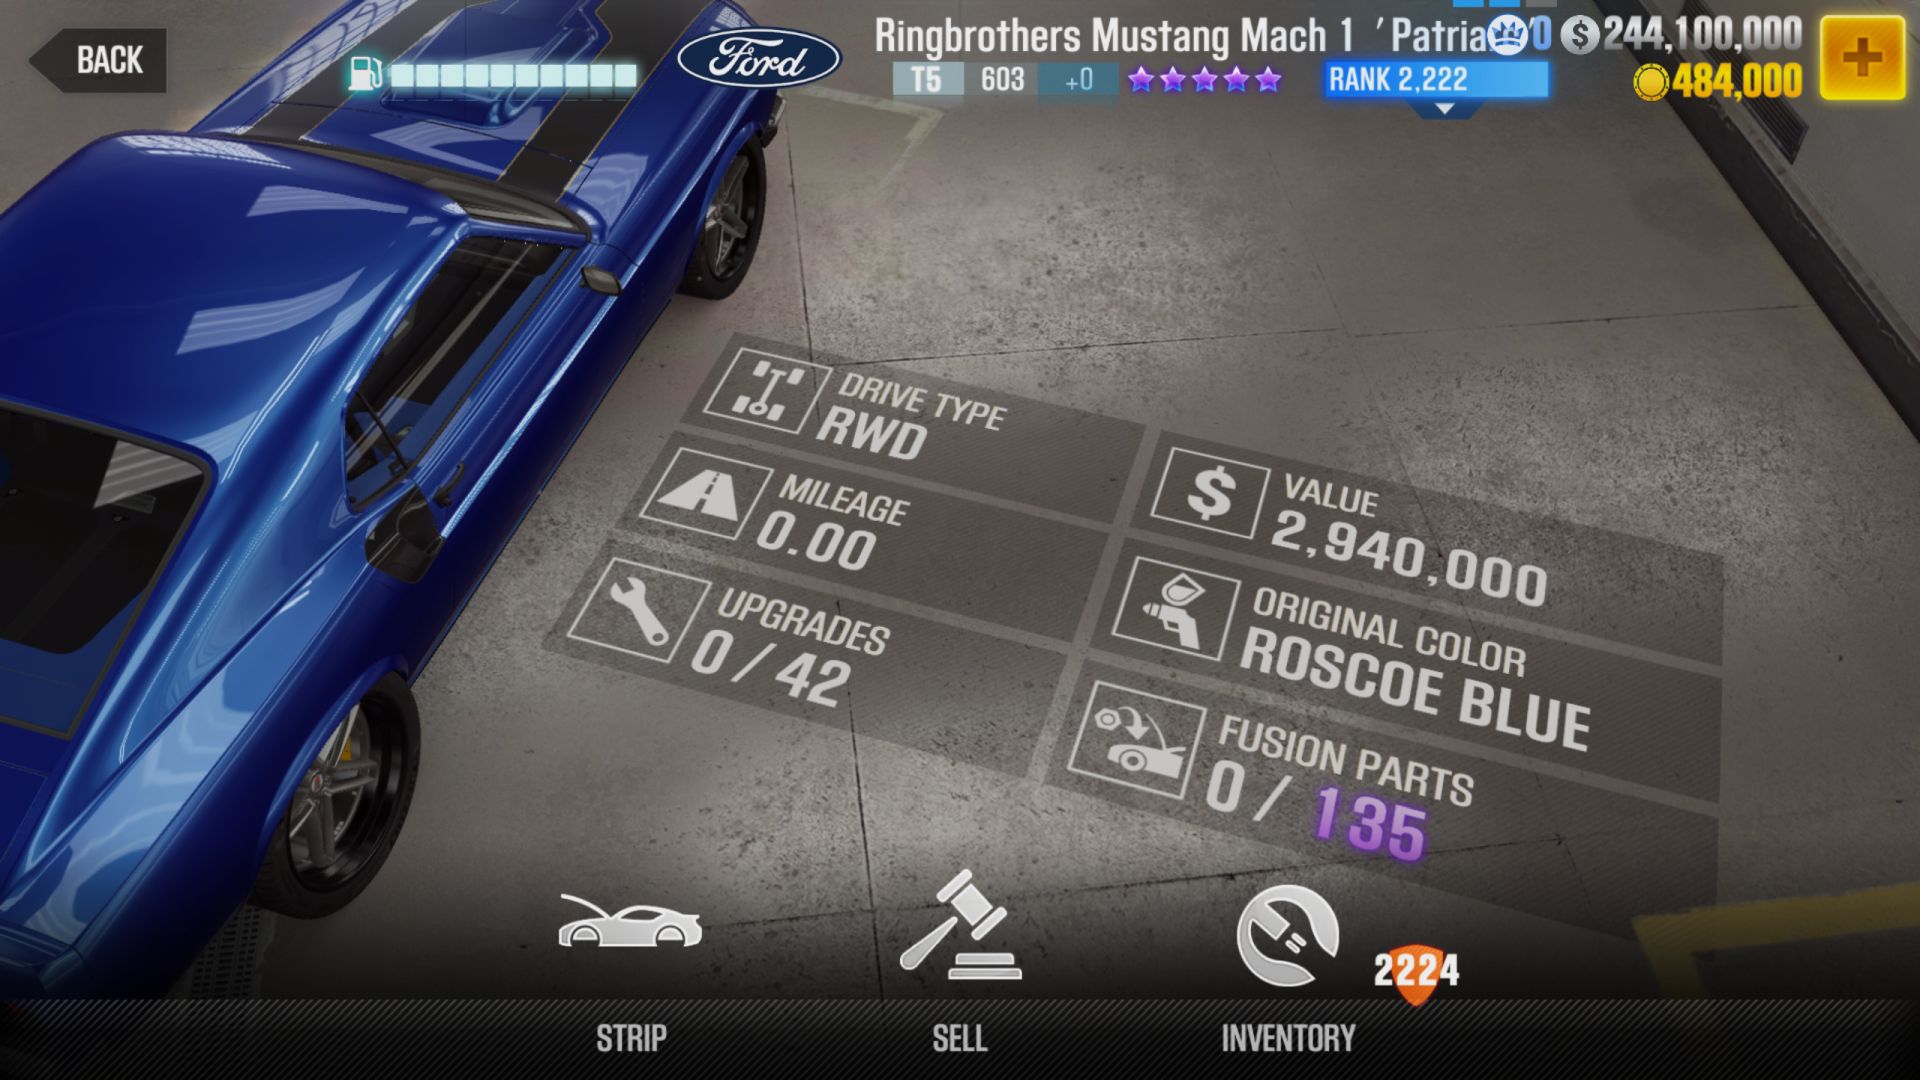 BACK
Ford
Ringbrothers Mustang Mach 1 'Patria
0
$ 244,100,000
T5 603 +0
RANK 2,222
484,000
DRIVE TYPE
RWD
MILEAGE
0.00
UPGRADES
0/42
$ VALUE
2,940,000
ORIGINAL COLOR
ROSCOE BLUE
FUSION PARTS
0/ 135
2224
STRIP
SELL
INVENTORY